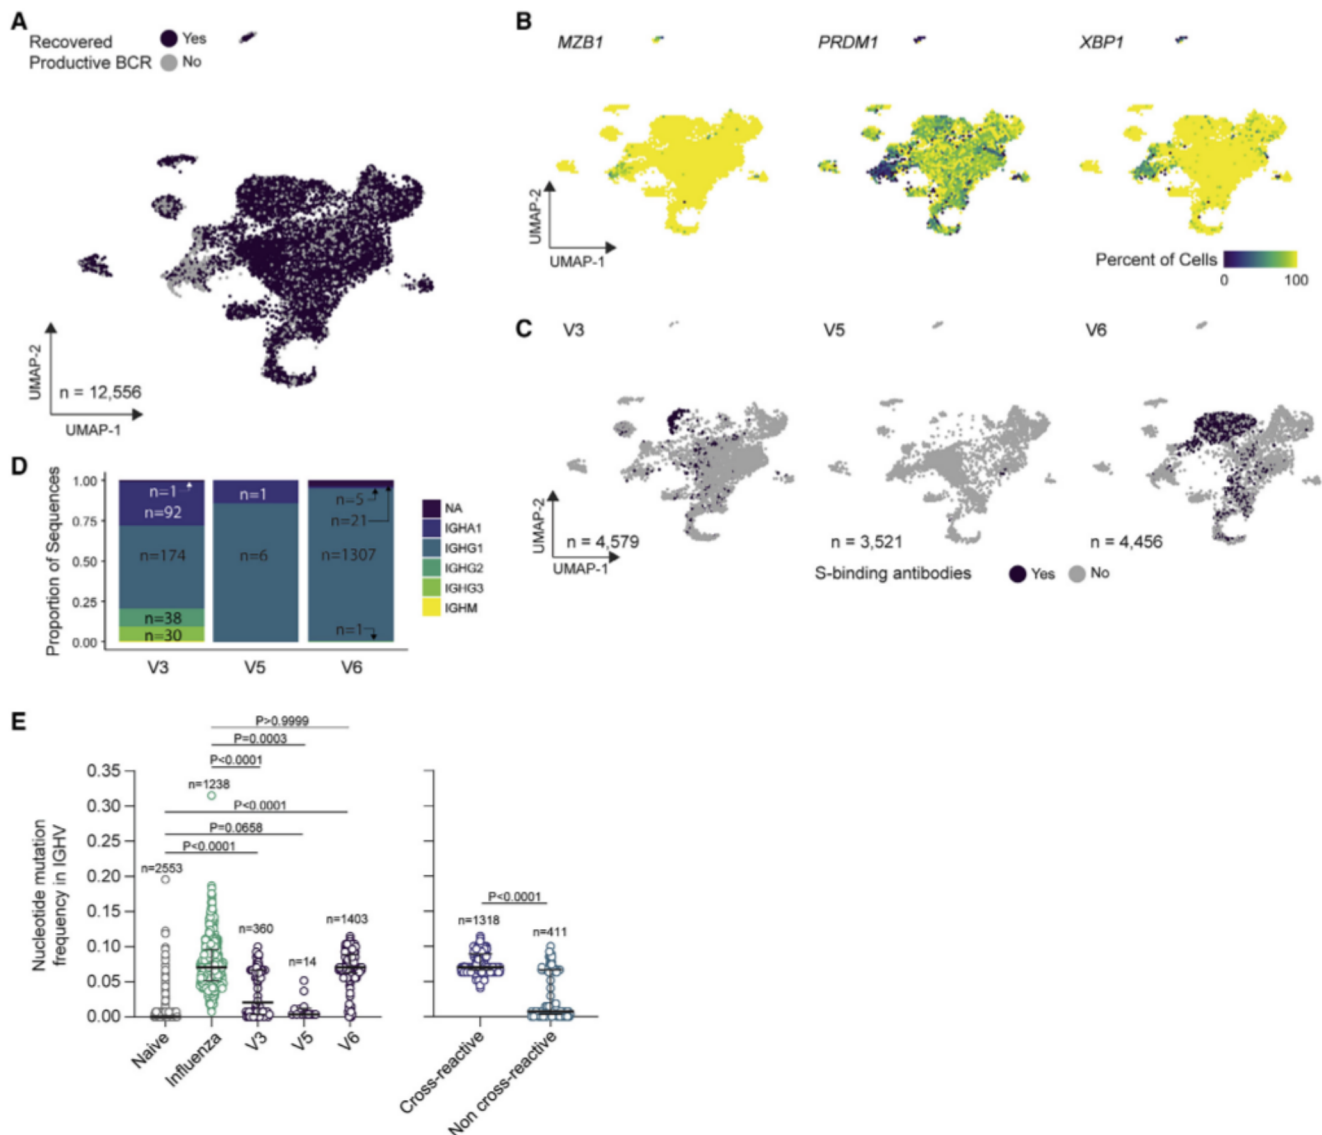 A
Recovered
Productive BCR
Yes
No
UMAP-2
n = 12,556
UMAP-1
B
MZB1
PRDM1
XBP1
UMAP-2
UMAP-1
Percent of Cells
0
100
C
V3
V5
V6
UMAP-2
n = 4,579
UMAP-1
n = 3,521
n = 4,456
S-binding antibodies
Yes
No
D
Proportion of Sequences
1.00
0.75
0.50
0.25
0.00
n=1
n=92
n=174
n=38
n=30
n=1
n=6
n=5
n=21
n=1307
n=1
V3
V5
V6
NA
IGHA1
IGHG1
IGHG2
IGHG3
IGHM
E
Nucleotide mutation
frequency in IGHV
0.35
0.30
0.25
0.20
0.15
0.10
0.05
0.00
P>0.9999
P=0.0003
P<0.0001
n=1238
P<0.0001
P=0.0658
P<0.0001
n=2553
n=360
n=14
n=1403
Naive
Influenza
V3
V5
V6
P<0.0001
n=1318
n=411
Cross-reactive
Non cross-reactive